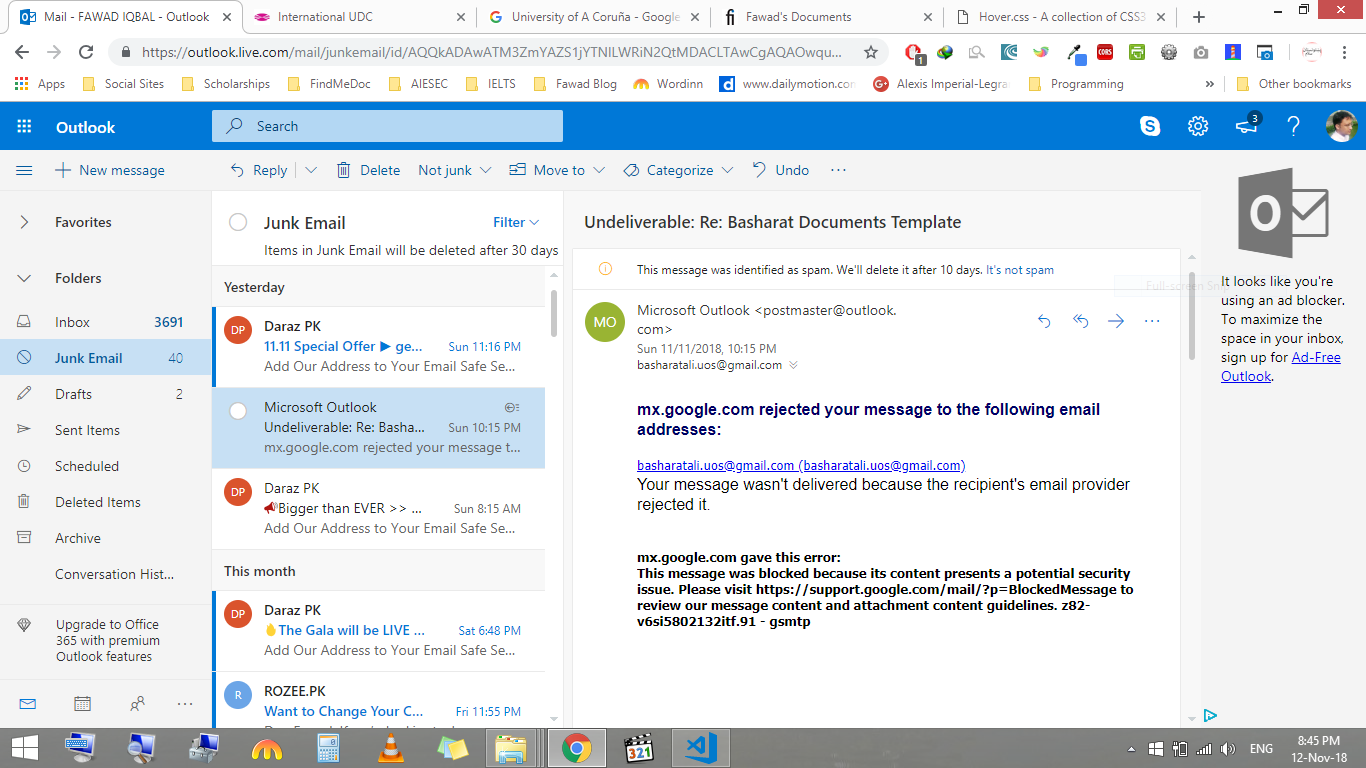 Mail - FAWAD IQBAL - Outlook
International UDC
University of A Coruña - Google
Fawad's Documents
Hover.css - A collection of CSS3
https://outlook.live.com/mail/junkemail/id/AQQkADAwATM3ZmYAZS1jYTNILWRiN2QtMDACLTAwCgAQAOwqu...
Apps
Social Sites
Scholarships
FindMeDoc
AIESEC
IELTS
Fawad Blog
Wordinn
www.dailymotion.con
Alexis Imperial-Legra
Programming
Other bookmarks
Outlook
Search
3
New message
Reply
Delete
Not junk
Move to
Categorize
Undo
Favorites
Folders
Inbox 3691
Junk Email 40
Drafts 2
Sent Items
Scheduled
Deleted Items
Archive
Conversation Hist...
Upgrade to Office
365 with premium
Outlook features
Junk Email
Filter
Items in Junk Email will be deleted after 30 days
Yesterday
DP
Daraz PK
11.11 Special Offer ▶ ge... Sun 11:16 PM
Add Our Address to Your Email Safe Se...
Microsoft Outlook
Undeliverable: Re: Basha... Sun 10:15 PM
mx.google.com rejected your message t...
DP
Daraz PK
📣Bigger than EVER >> ... Sun 8:15 AM
Add Our Address to Your Email Safe Se...
This month
DP
Daraz PK
The Gala will be LIVE ... Sat 6:48 PM
Add Our Address to Your Email Safe Se...
R
ROZEE.PK
Want to Change Your C... Fri 11:55 PM
Undeliverable: Re: Basharat Documents Template
This message was identified as spam. We'll delete it after 10 days. It's not spam
MO
Microsoft Outlook <postmaster@outlook.
com>
Sun 11/11/2018, 10:15 PM
basharatali.uos@gmail.com
mx.google.com rejected your message to the following email
addresses:
basharatali.uos@gmail.com (basharatali.uos@gmail.com)
Your message wasn't delivered because the recipient's email provider
rejected it.
mx.google.com gave this error:
This message was blocked because its content presents a potential security
issue. Please visit https://support.google.com/mail/?p=BlockedMessage to
review our message content and attachment content guidelines. z82-
v6si5802132itf.91 - gsmtp
Full-screen Snip
It looks like you're
using an ad blocker.
To maximize the
space in your inbox,
sign up for Ad-Free
Outlook.
321
ENG
8:45 PM
12-Nov-18